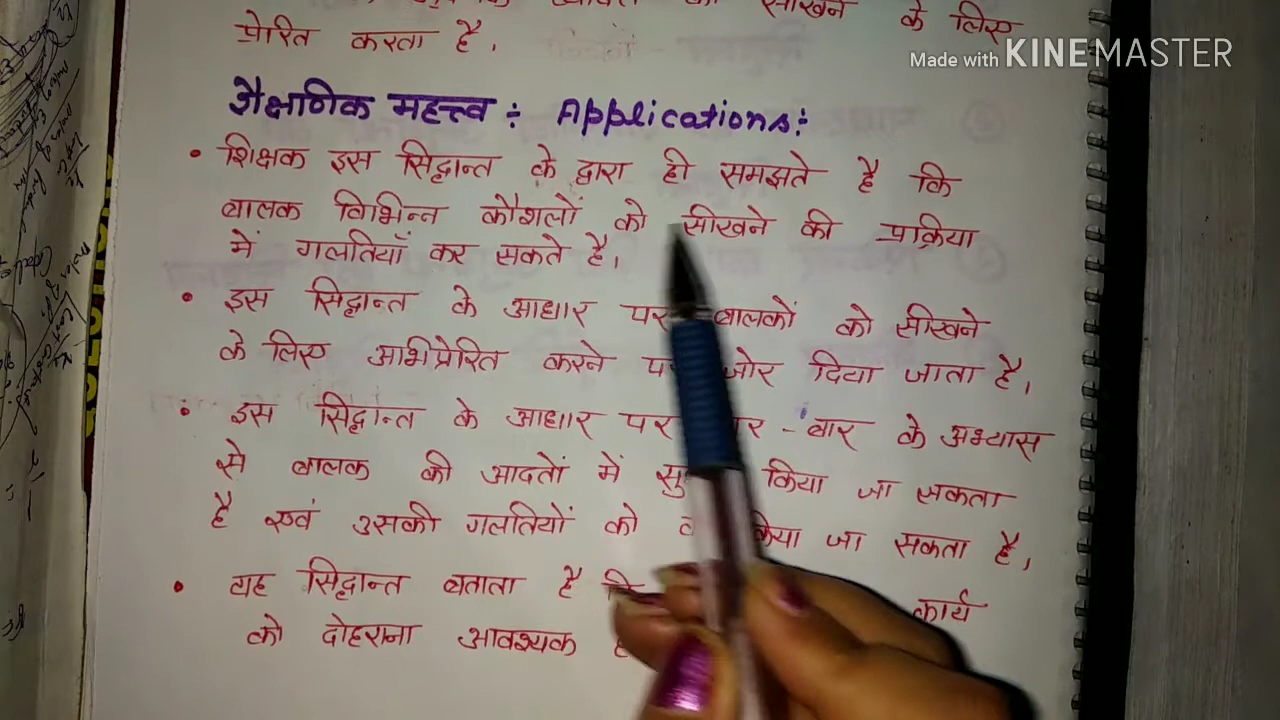 सीखने के लिए
प्रेरित करता है।
Made with KINEMASTER
शैक्षणिक महत्त्व ÷ Applications:
• शिक्षक इस सिद्धान्त के द्वारा ही समझते है कि
बालक विभिन्न कौशलों को सीखने की प्रक्रिया
में गलतियाँ कर सकते है।
• इस सिद्धान्त के आधार पर बालकों को सीखने
के लिए अभिप्रेरित करने जोर दिया जाता है।
• इस सिद्धान्त के आधार पर - बार के अभ्यास
से बालक की आदतों में किया जा सकता
है एवं उसकी गलतियों को किया जा सकता है।
• यह सिद्धान्त बताता है कि कार्य
को दोहराना आवश्यक